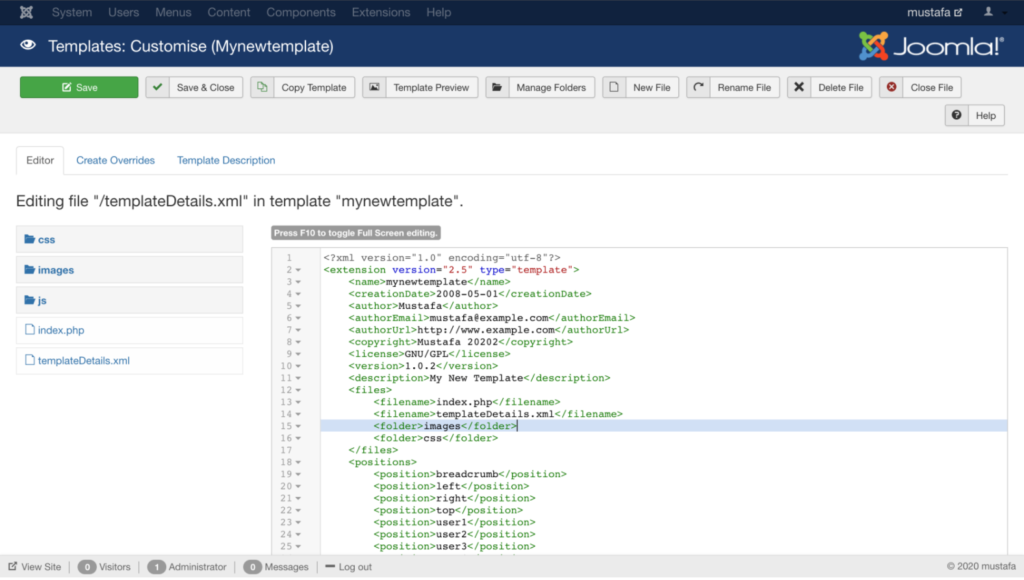 System Users Menus Content Components Extensions Help mustafa
Templates: Customise (Mynewtemplate) Joomla!®
Save Save & Close Copy Template Template Preview Manage Folders New File Rename File Delete File Close File
Help
Editor Create Overrides Template Description
Editing file "/templateDetails.xml" in template "mynewtemplate".
css
images
js
index.php
templateDetails.xml
Press F10 to toggle Full Screen editing.
1 <?xml version="1.0" encoding="utf-8"?>
2 <extension version="2.5" type="template">
3 <name>mynewtemplate</name>
4 <creationDate>2008-05-01</creationDate>
5 <author>Mustafa</author>
6 <authorEmail>mustafa@example.com</authorEmail>
7 <authorUrl>http://www.example.com</authorUrl>
8 <copyright>Mustafa 20202</copyright>
9 <license>GNU/GPL</license>
10 <version>1.0.2</version>
11 <description>My New Template</description>
12 <files>
13 <filename>index.php</filename>
14 <filename>templateDetails.xml</filename>
15 <folder>images</folder>
16 <folder>css</folder>
17 </files>
18 <positions>
19 <position>breadcrumb</position>
20 <position>left</position>
21 <position>right</position>
22 <position>top</position>
23 <position>user1</position>
24 <position>user2</position>
25 <position>user3</position>
View Site 0 Visitors 1 Administrator 0 Messages Log out © 2020 mustafa